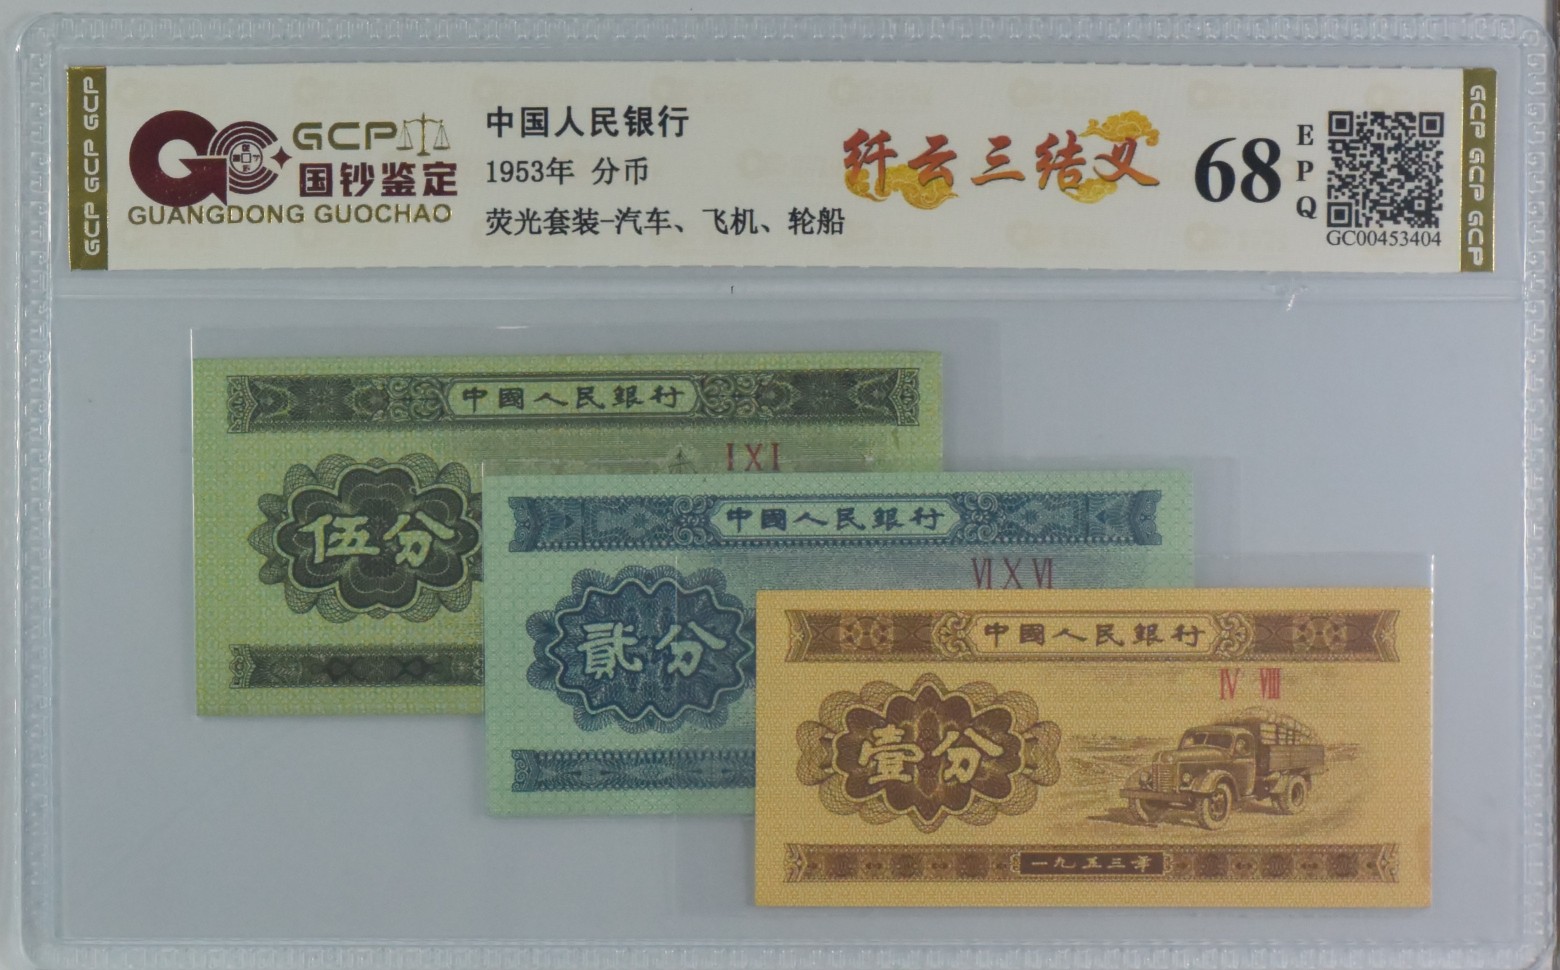 GCP GCP GCP
GCP
国钞鉴定
GUANGDONG GUOCHAO
中国人民银行
1953年 分币
荧光套装-汽车、飞机、轮船
纤云三结义
68
EPQ
GC00453404
GCP GCP GCP
中國人民銀行
I X I
伍分
中國人民銀行
VI X VI
貳分
中國人民銀行
IV VIII
壹分
一九五三年